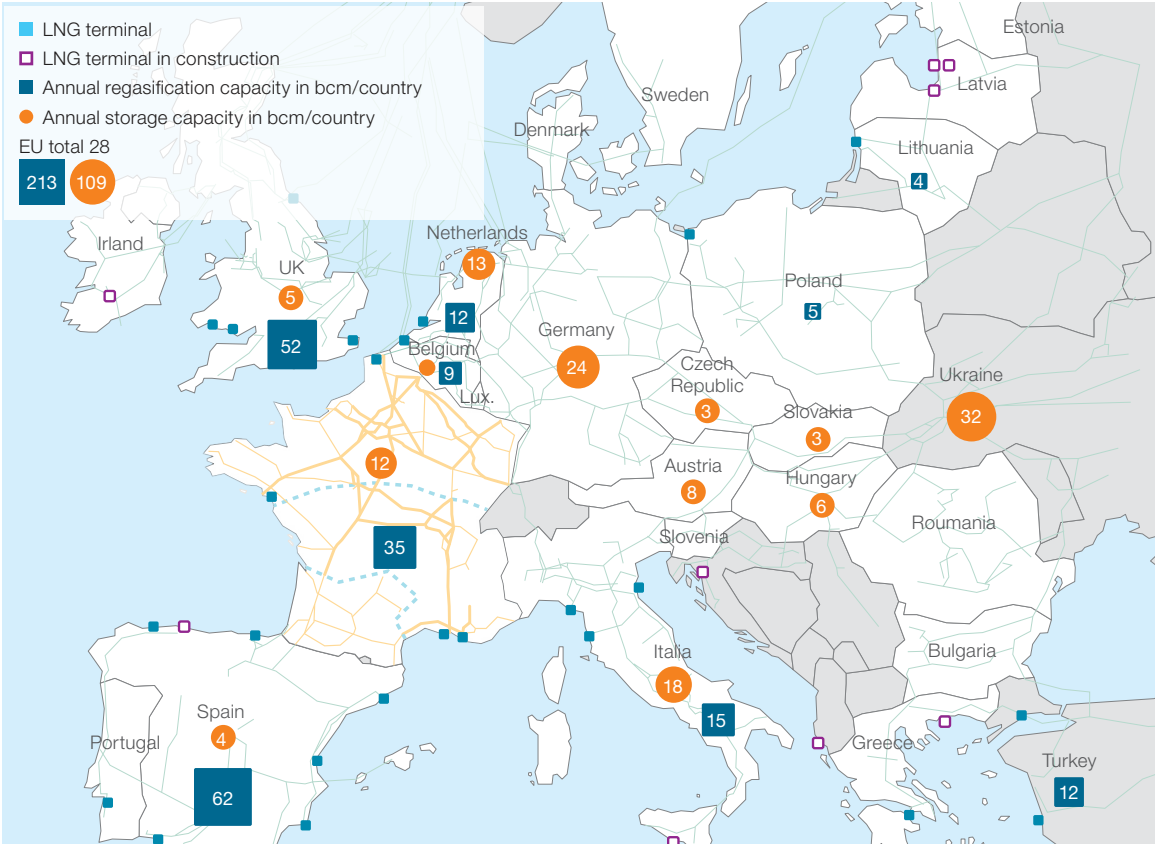 LNG terminal
LNG terminal in construction
Annual regasification capacity in bcm/country
Annual storage capacity in bcm/country
EU total 28
213 109
Estonia
Latvia
Sweden
Denmark
Lithuania
4
Irland
Netherlands
13
UK
5
Poland
5
12
52
Germany
24
Belgium
9
Lux.
Czech
Republic
3
Slovakia
3
Ukraine
32
12
Austria
8
Hungary
6
35
Slovenia
Roumania
Italia
18
15
Bulgaria
Spain
4
Portugal
62
Greece
Turkey
12